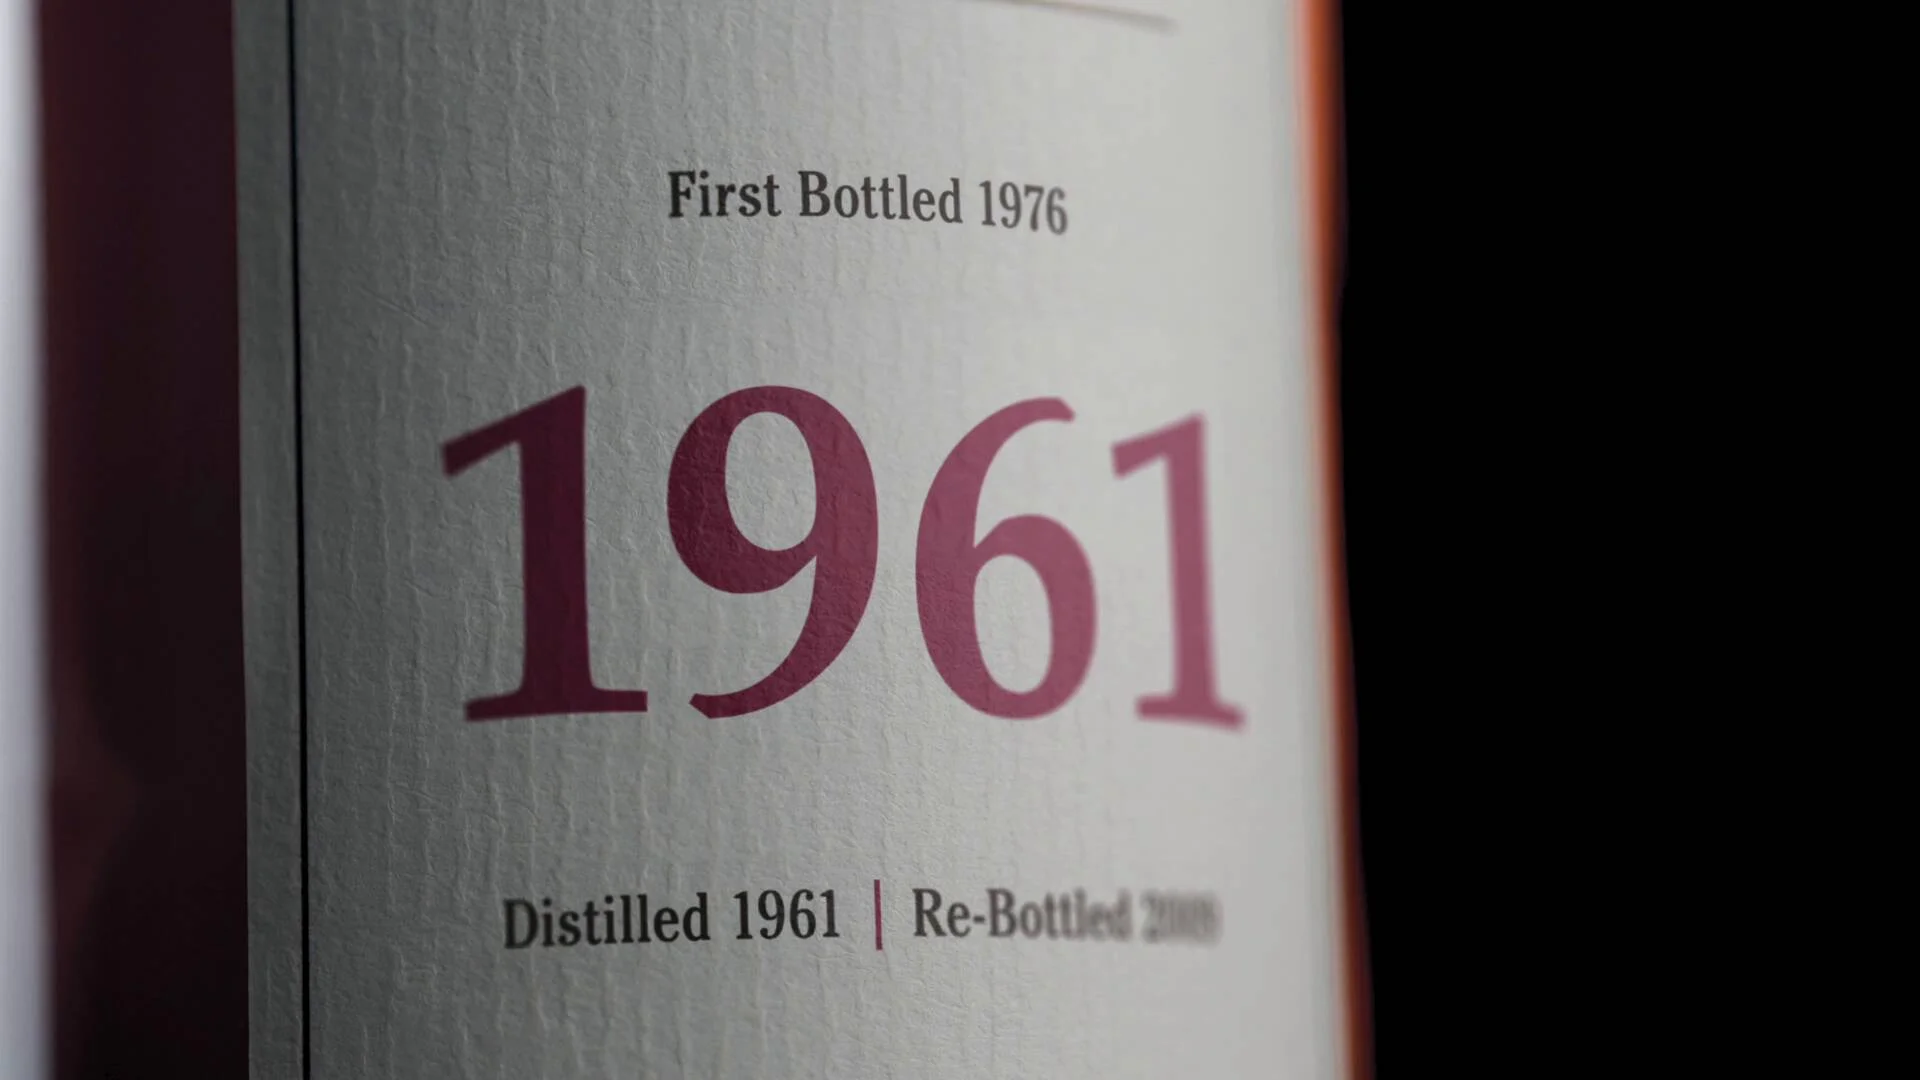 First Bottled 1976
1961
Distilled 1961 | Re-Bottled